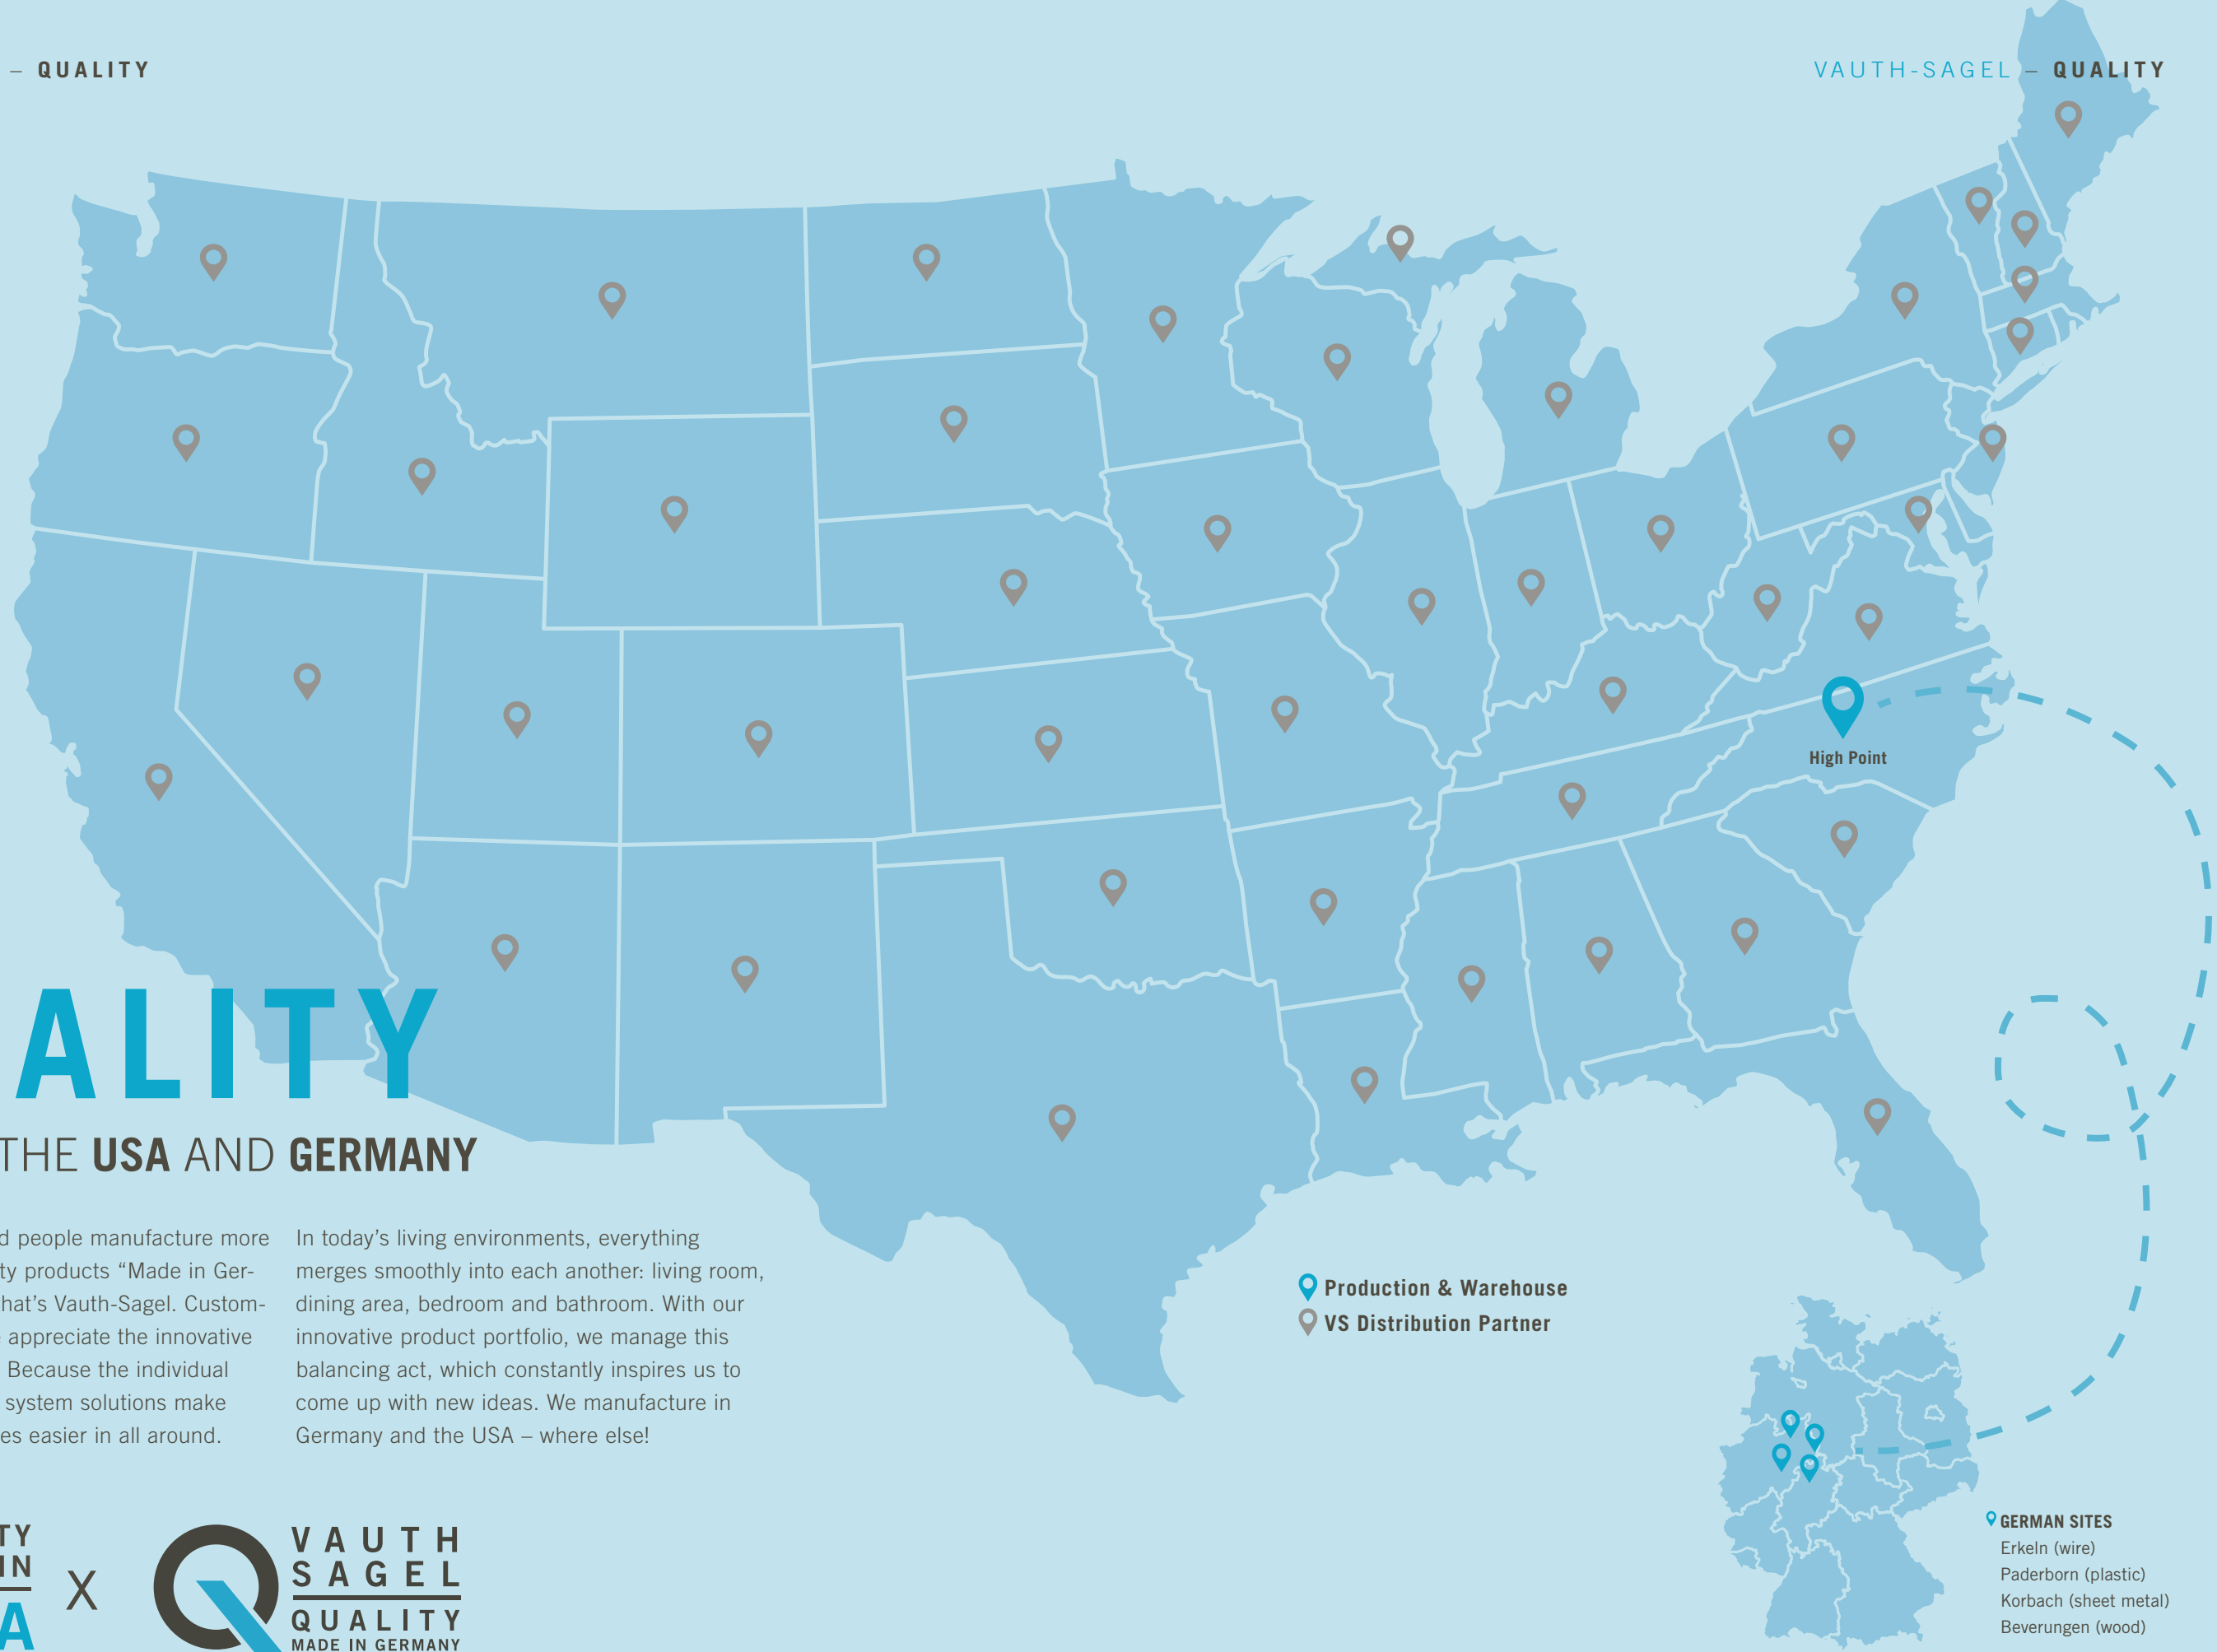 – QUALITY
VAUTH-SAGEL – QUALITY
High Point
ALITY
THE USA AND GERMANY
people manufacture more
products “Made in Ger-
Vauth-Sagel. Custom-
appreciate the innovative
Because the individual
system solutions make
easier in all around.
In today’s living environments, everything
merges smoothly into each another: living room,
dining area, bedroom and bathroom. With our
innovative product portfolio, we manage this
balancing act, which constantly inspires us to
come up with new ideas. We manufacture in
Germany and the USA – where else!
Production & Warehouse
VS Distribution Partner
GERMAN SITES
Erkeln (wire)
Paderborn (plastic)
Korbach (sheet metal)
Beverungen (wood)
TY
IN
A
X
VAUTH
SAGEL
QUALITY
MADE IN GERMANY